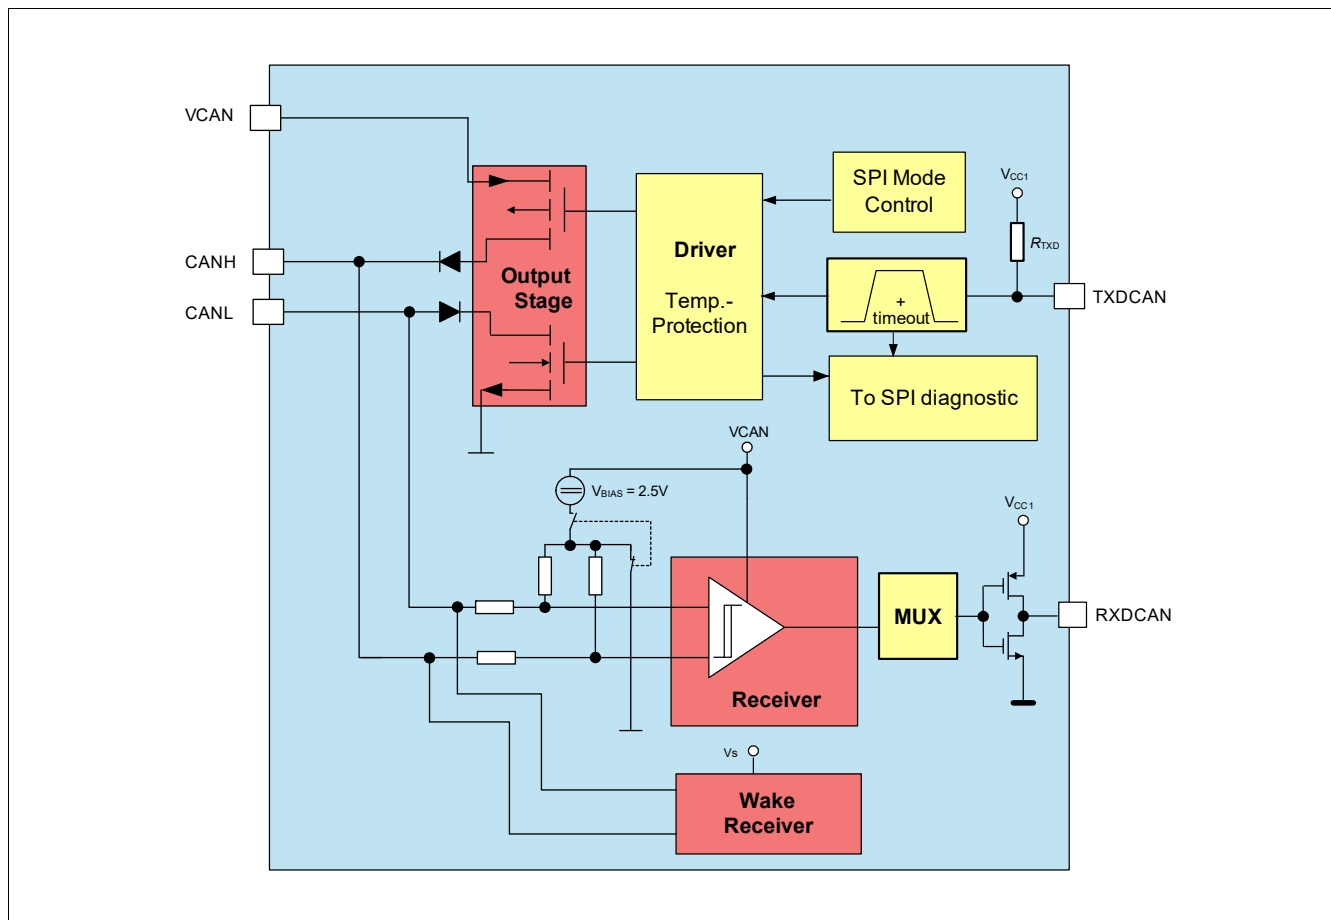 VCAN
SPI Mode
Control
VCC1
RTXD
Driver
CANH
Output
Stage
CANL
Temp.-
Protection
+
timeout
TXDCAN
To SPI diagnostic
VCAN
VBIAS = 2.5V
VCC1
MUX
RXDCAN
Receiver
Vs
Wake
Receiver